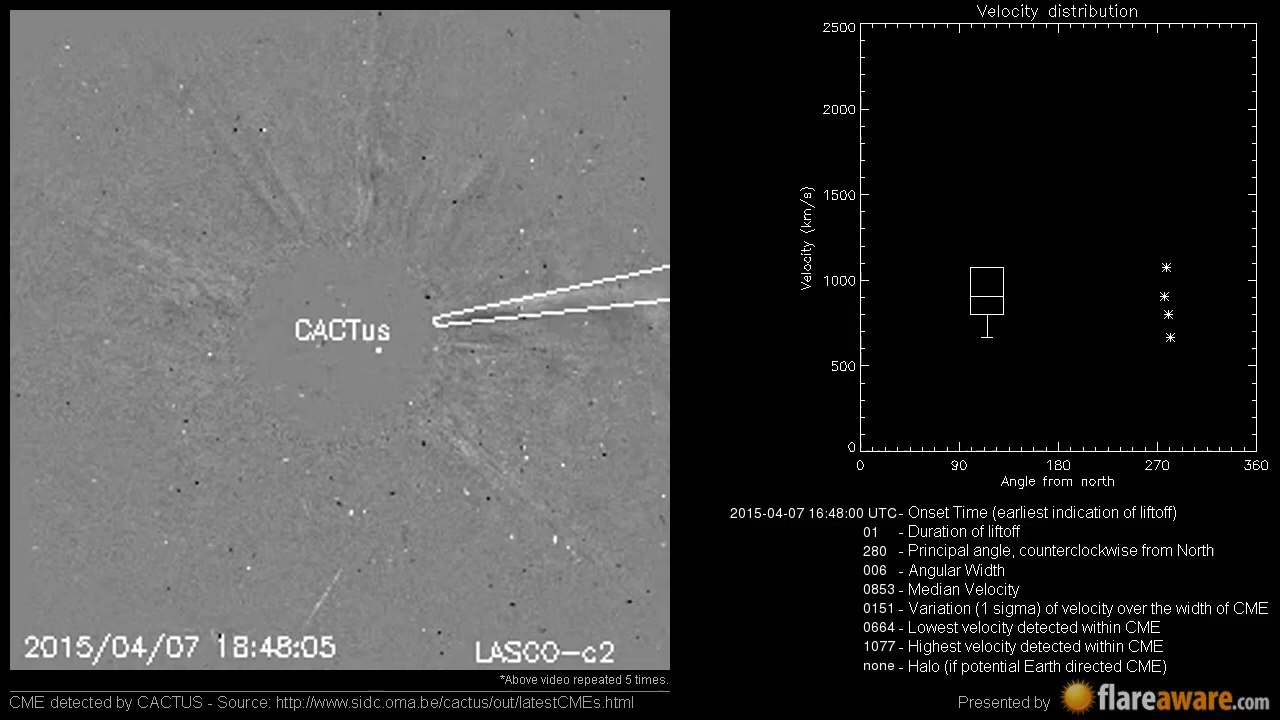 CACTus
2015/04/07 18:48:05
LASCO-c2
*Above video repeated 5 times.
CME detected by CACTUS - Source: http://www.sidc.oma.be/cactus/out/latestCMEs.html
Velocity distribution
2500
2000
1500
1000
500
0
Velocity (km/s)
0 90 180 270 360
Angle from north
2015-04-07 16:48:00 UTC - Onset Time (earliest indication of liftoff)
01 - Duration of liftoff
280 - Principal angle, counterclockwise from North
006 - Angular Width
0853 - Median Velocity
0151 - Variation (1 sigma) of velocity over the width of CME
0664 - Lowest velocity detected within CME
1077 - Highest velocity detected within CME
none - Halo (if potential Earth directed CME)
Presented by flareaware.com